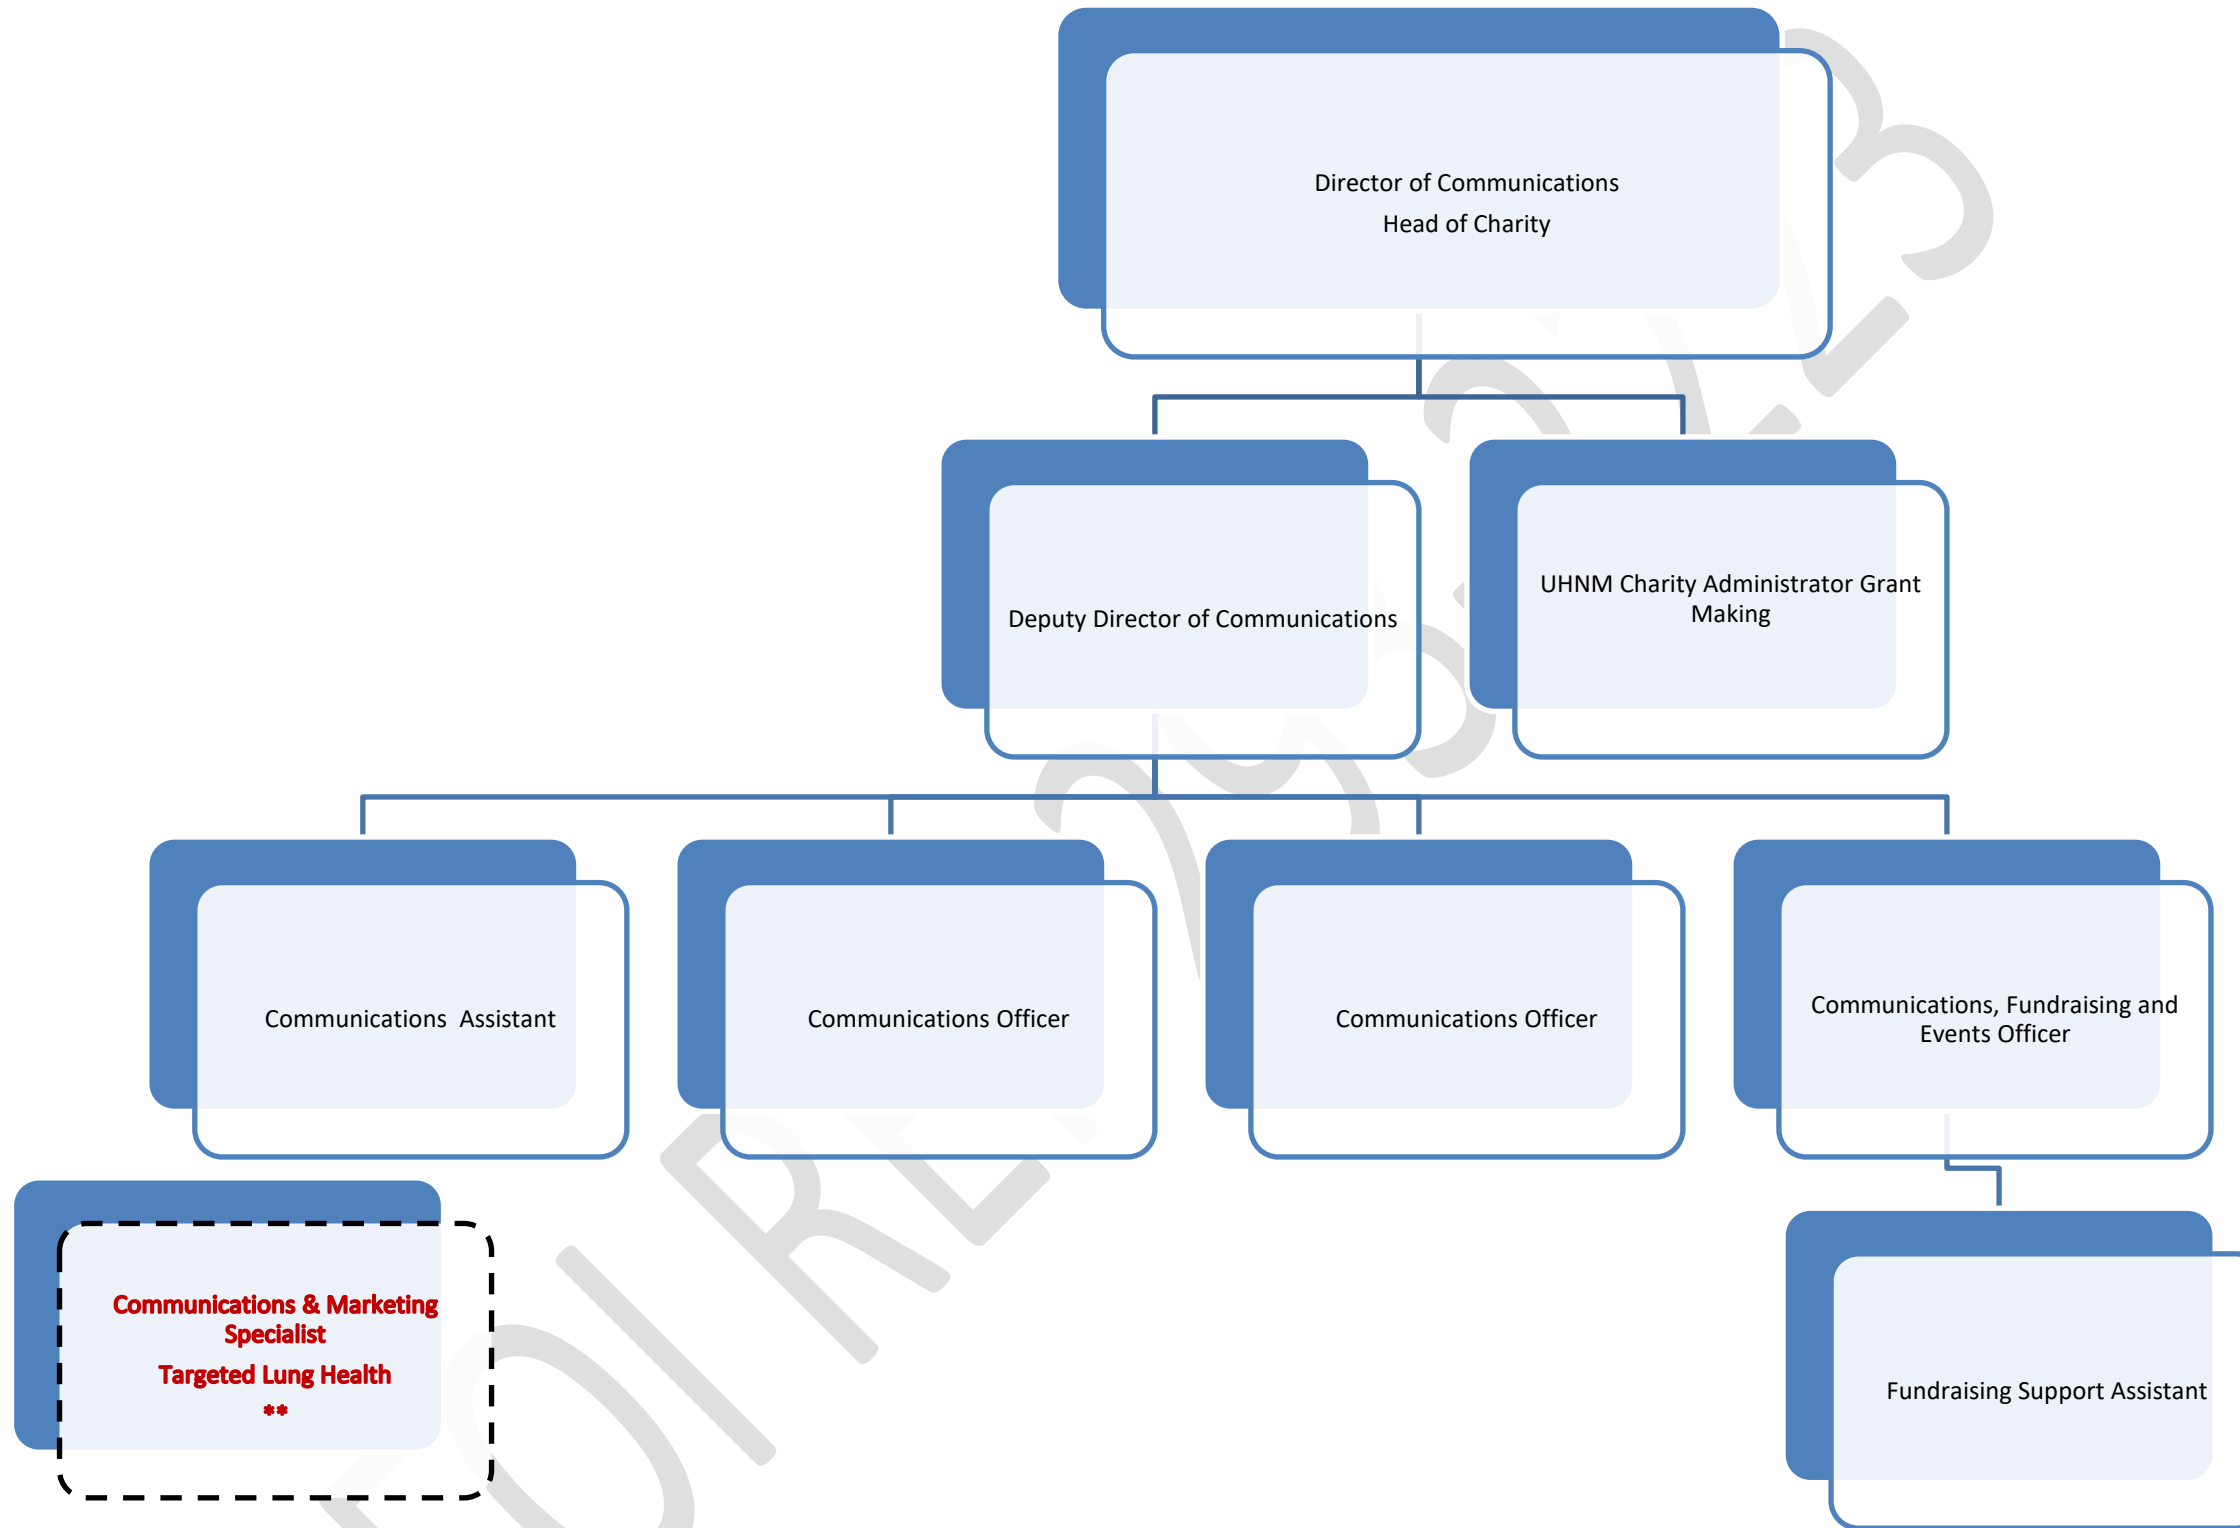 Director of Communications
Head of Charity
Deputy Director of Communications
UHNM Charity Administrator Grant
Making
Communications  Assistant
Communications Officer
Communications Officer
Communications, Fundraising and
Events Officer
Communications & Marketing
Specialist
Targeted Lung Health
**
Fundraising Support Assistant